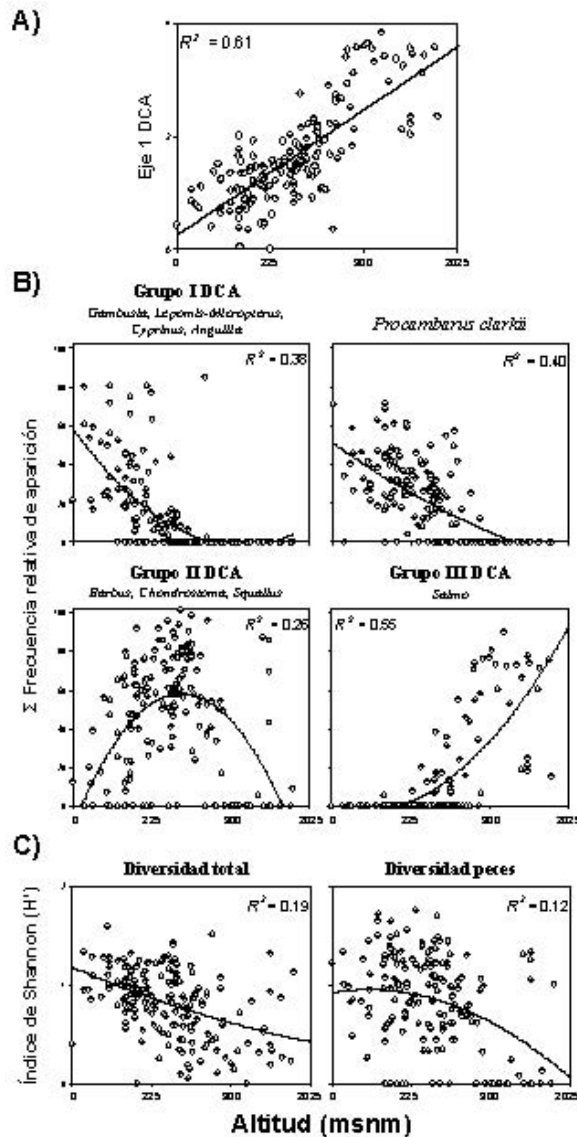 A)
R² = 0.61
Eje 1 DCA
4
2
0
0 225 900 2025
B)
Grupo I DCA
Gambusia, Lepomis-Micropterus,
Cyprinus, Anguilla
Procambarus clarkii
R² = 0.38
R² = 0.40
Grupo II DCA
Barbus, Chondrostoma, Squalius
Grupo III DCA
Salmo
R² = 0.26
R² = 0.55
Σ Frecuencia relativa de aparición
0 225 900 2025
0 225 900 2025
C)
Diversidad total
Diversidad peces
R² = 0.19
R² = 0.12
Índice de Shannon (H')
0 225 900 2025
0 225 900 2025
Altitud (msnm)